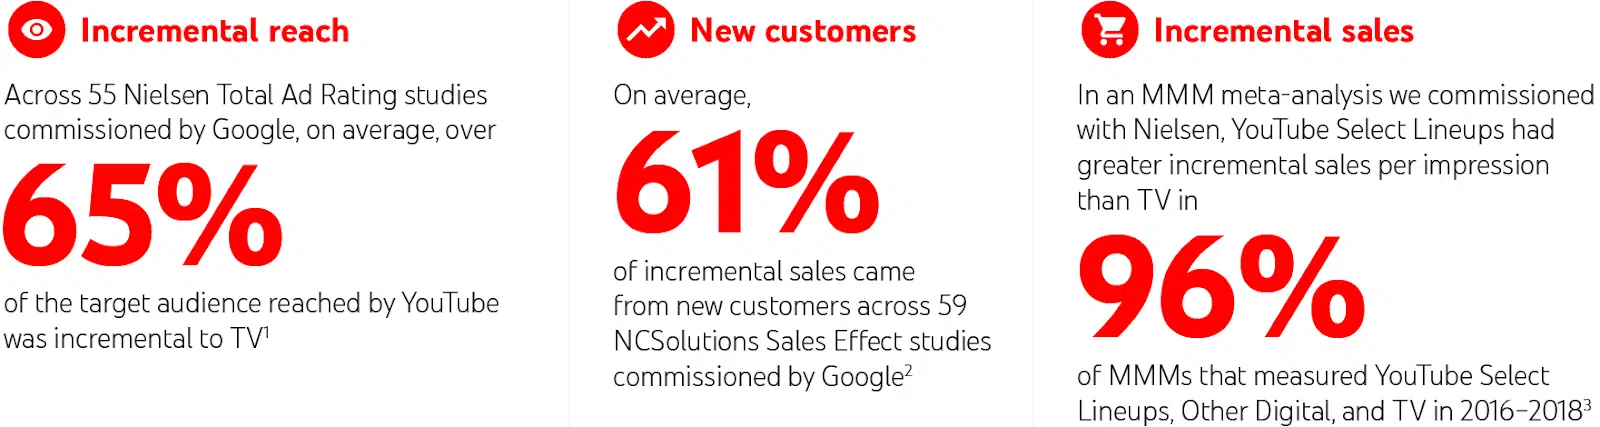 Incremental reach
Across 55 Nielsen Total Ad Rating studies
commissioned by Google, on average, over
65%
of the target audience reached by YouTube
was incremental to TV¹
New customers
On average,
61%
of incremental sales came
from new customers across 59
NCSolutions Sales Effect studies
commissioned by Google²
Incremental sales
In an MMM meta-analysis we commissioned
with Nielsen, YouTube Select Lineups had
greater incremental sales per impression
than TV in
96%
of MMMs that measured YouTube Select
Lineups, Other Digital, and TV in 2016–2018³